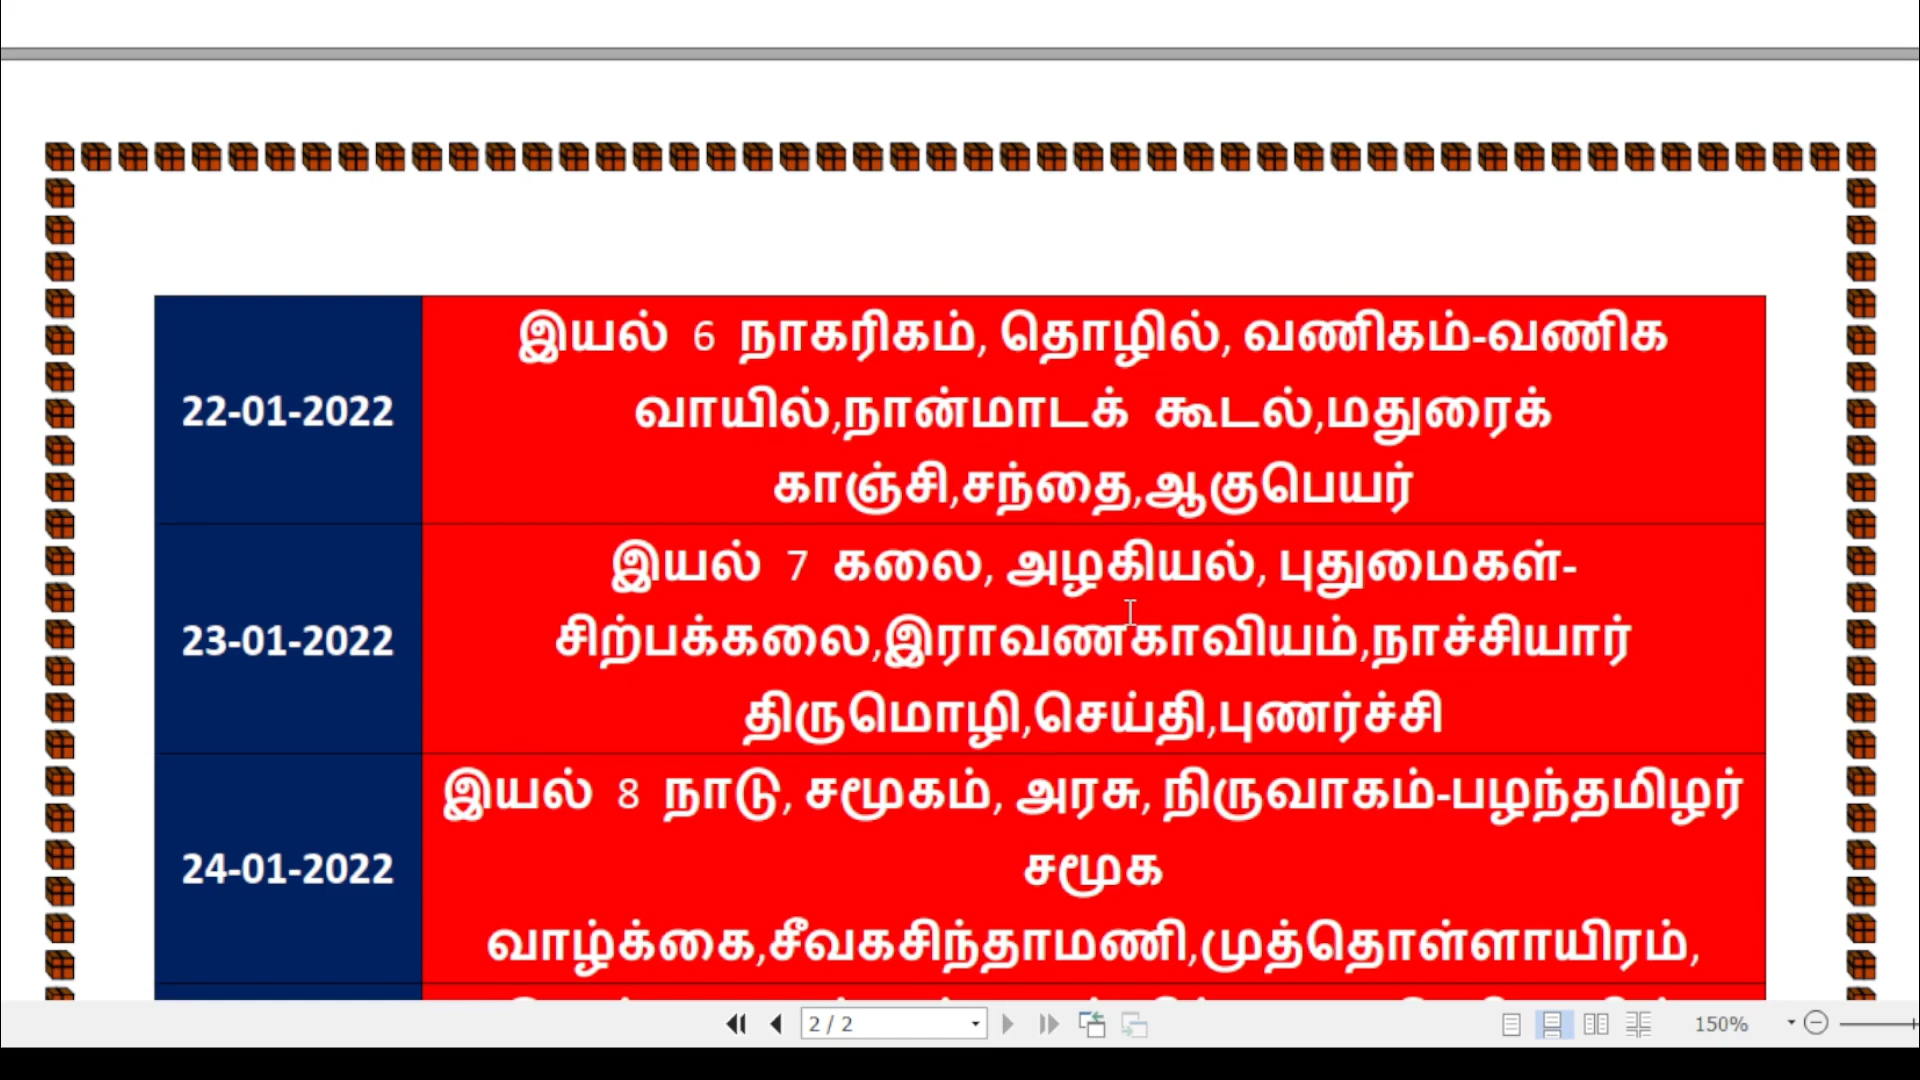 22-01-2022
இயல் 6 நாகரிகம், தொழில், வணிகம்-வணிக
வாயில்,நான்மாடக் கூடல்,மதுரைக்
காஞ்சி,சந்தை,ஆகுபெயர்
23-01-2022
இயல் 7 கலை, அழகியல், புதுமைகள்-
சிற்பக்கலை,இராவணகாவியம்,நாச்சியார்
திருமொழி,செய்தி,புணர்ச்சி
24-01-2022
இயல் 8 நாடு, சமூகம், அரசு, நிருவாகம்-பழந்தமிழர்
சமூக
வாழ்க்கை,சீவகசிந்தாமணி,முத்தொள்ளாயிரம்,
2 / 2
150%